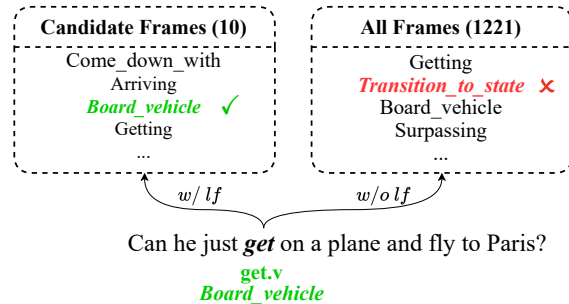 Candidate Frames (10)
Come_down_with
Arriving
Board_vehicle ✓
Getting
...
All Frames (1221)
Getting
Transition_to_state ✗
Board_vehicle
Surpassing
...
w/ lf
w/o lf
Can he just get on a plane and fly to Paris?
get.v
Board_vehicle